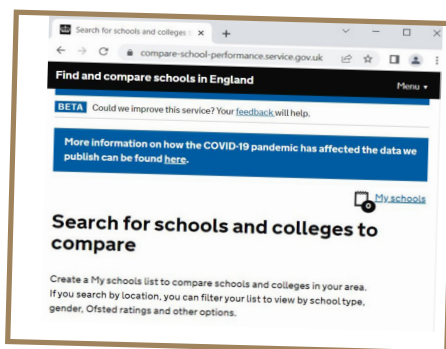 Search for schools and colleges
compare-school-performance.service.gov.uk
Find and compare schools in England
Menu
BETA Could we improve this service? Your feedback will help.
More information on how the COVID-19 pandemic has affected the data we
publish can be found here.
0 My schools
Search for schools and colleges to
compare
Create a My schools list to compare schools and colleges in your area.
If you search by location, you can filter your list to view by school type,
gender, Ofsted ratings and other options.